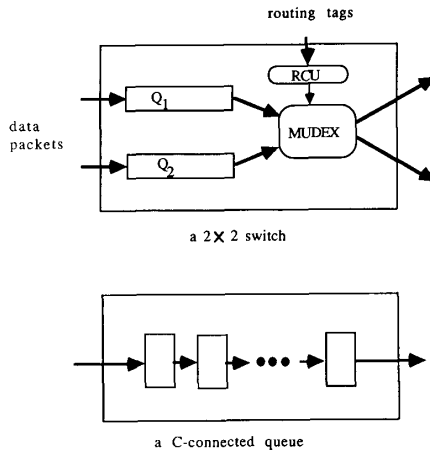 routing tags
RCU
Q1
data
packets
MUDEX
Q2
a 2×2 switch
a C-connected queue